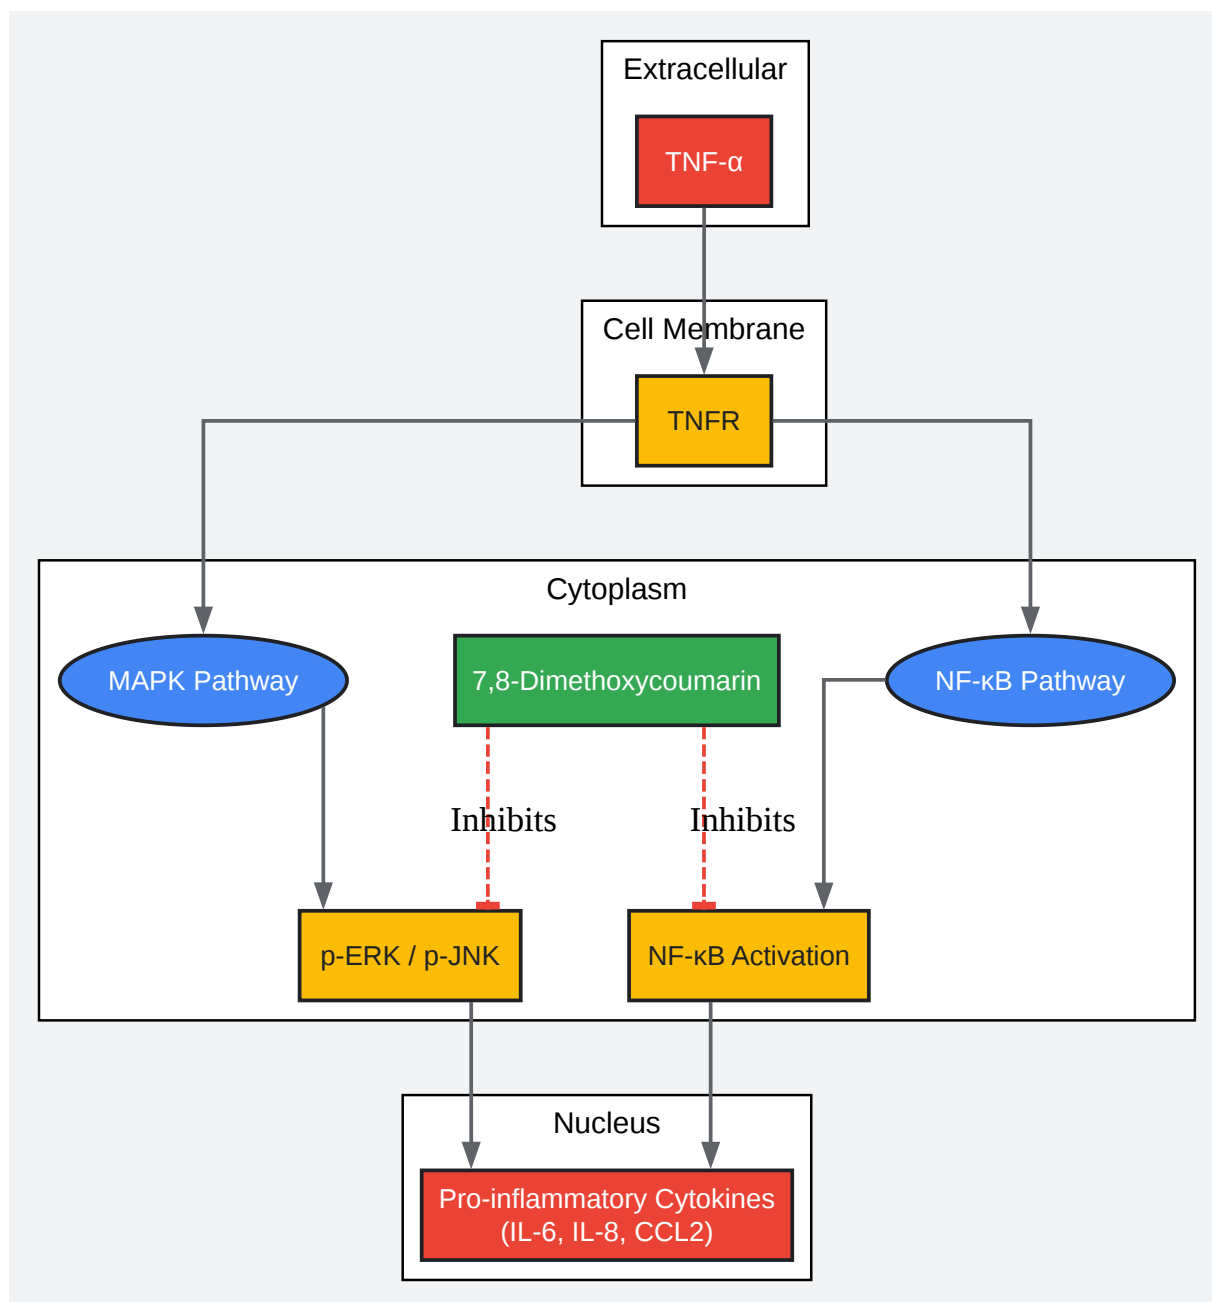 Extracellular
TNF-α
Cell Membrane
TNFR
Cytoplasm
MAPK Pathway
7,8-Dimethoxycoumarin
NF-κB Pathway
Inhibits
Inhibits
p-ERK / p-JNK
NF-κB Activation
Nucleus
Pro-inflammatory Cytokines
(IL-6, IL-8, CCL2)